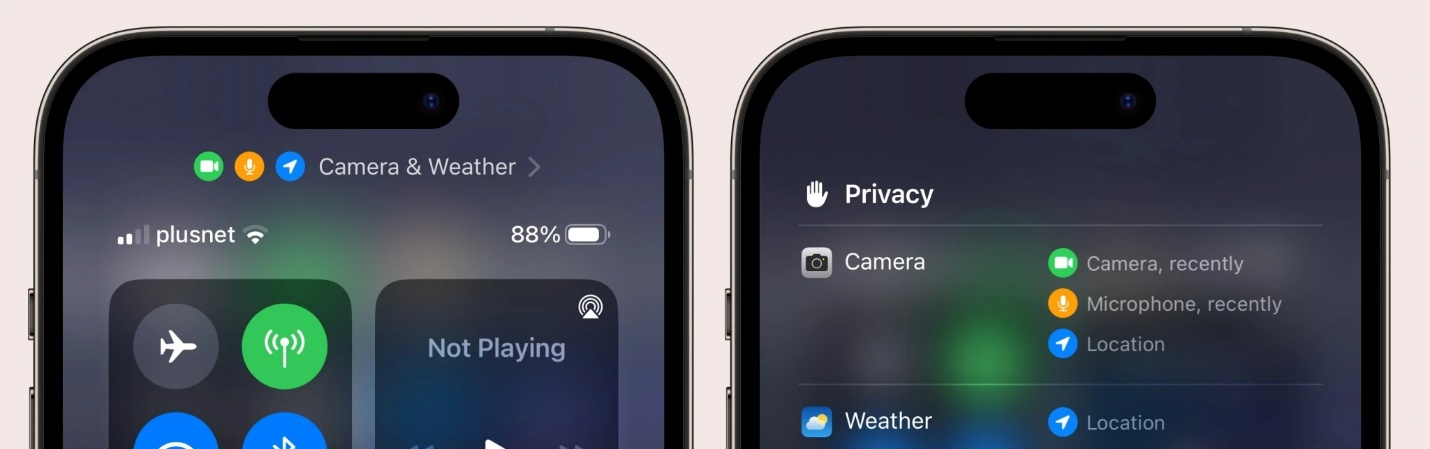 Camera & Weather
plusnet
88%
Not Playing
Privacy
Camera
Camera, recently
Microphone, recently
Location
Weather
Location